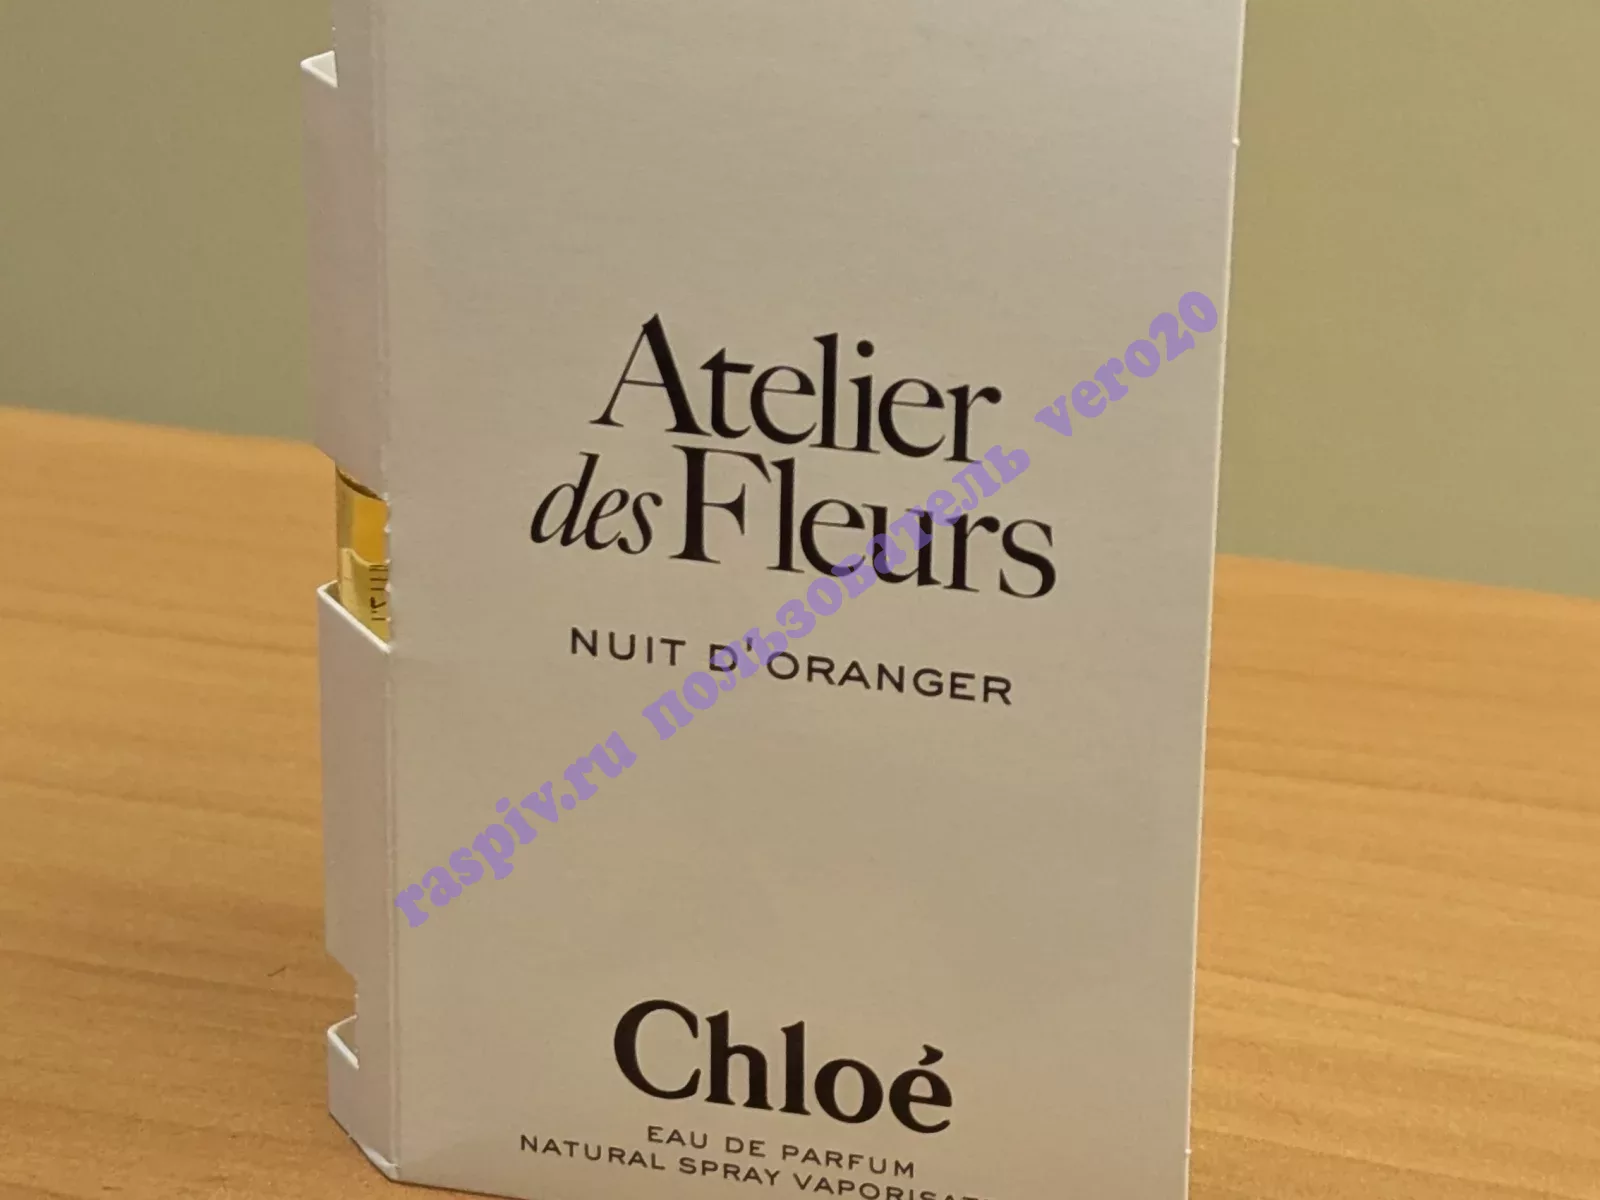 Atelier
des Fleurs
NUIT D'ORANGER
raspiv.ru пользователь vero20
Chloé
EAU DE PARFUM
NATURAL SPRAY